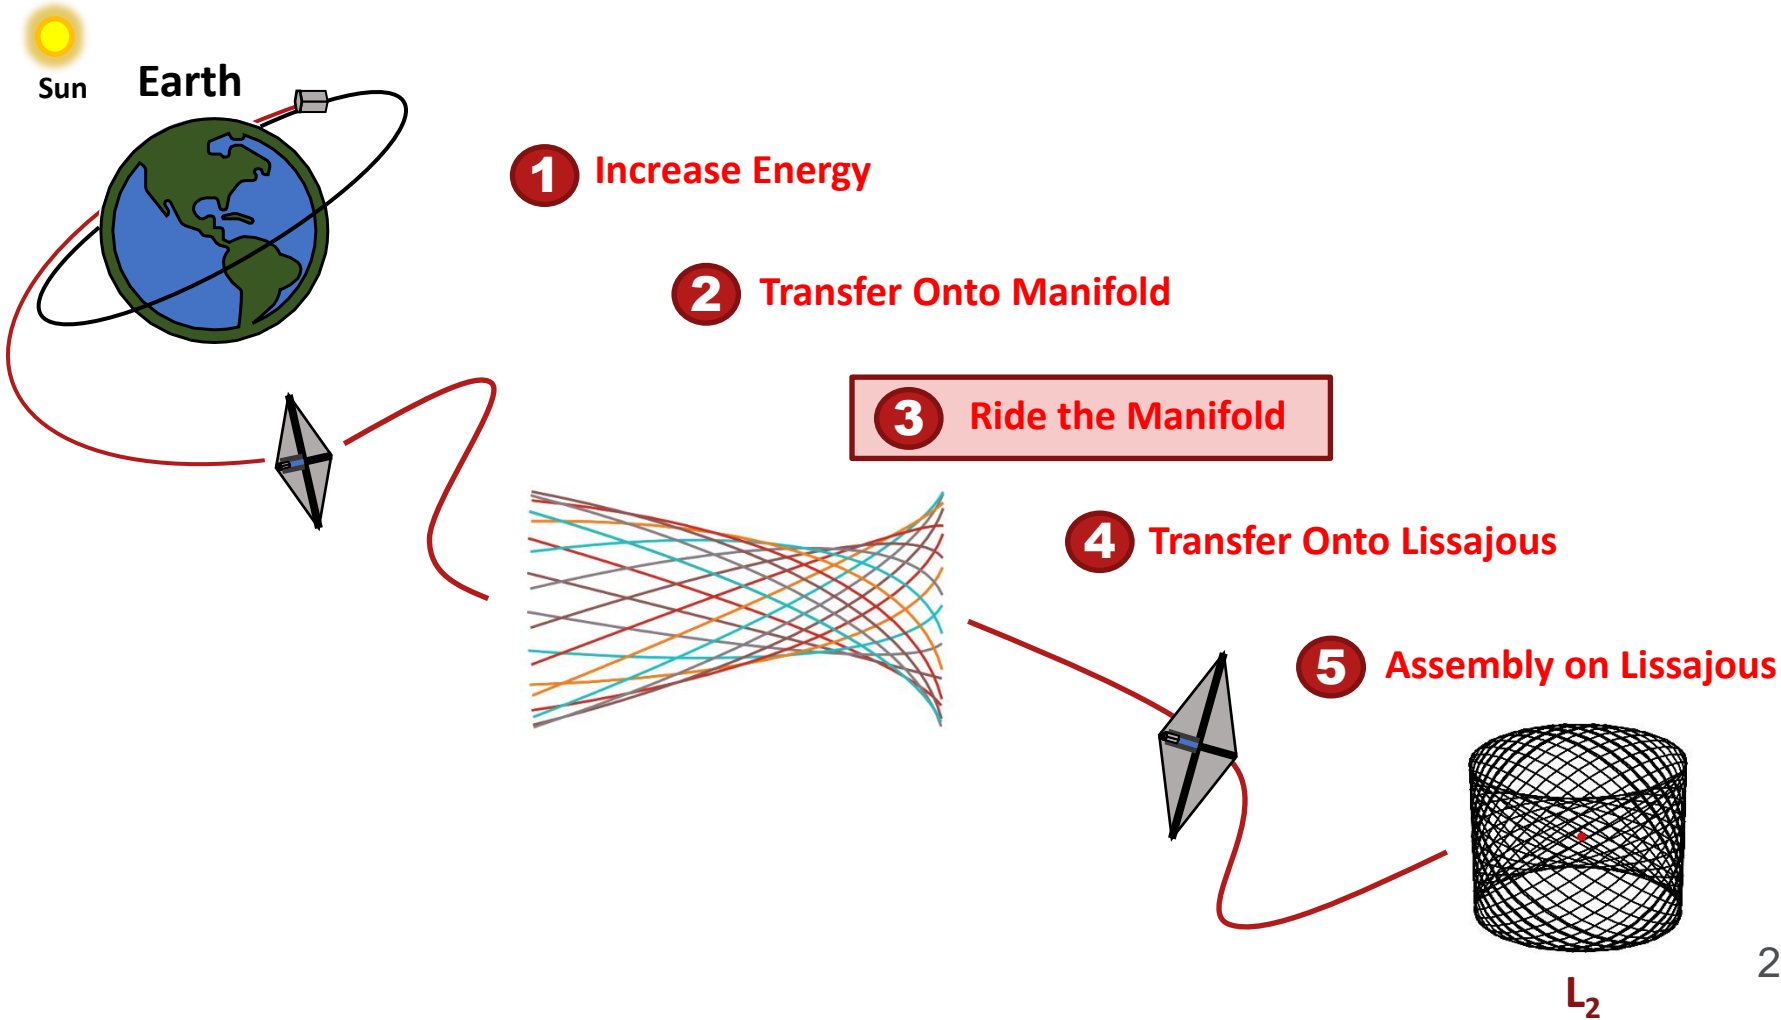 Sun
Earth
1 Increase Energy
2 Transfer Onto Manifold
3 Ride the Manifold
4 Transfer Onto Lissajous
5 Assembly on Lissajous
L₂
2